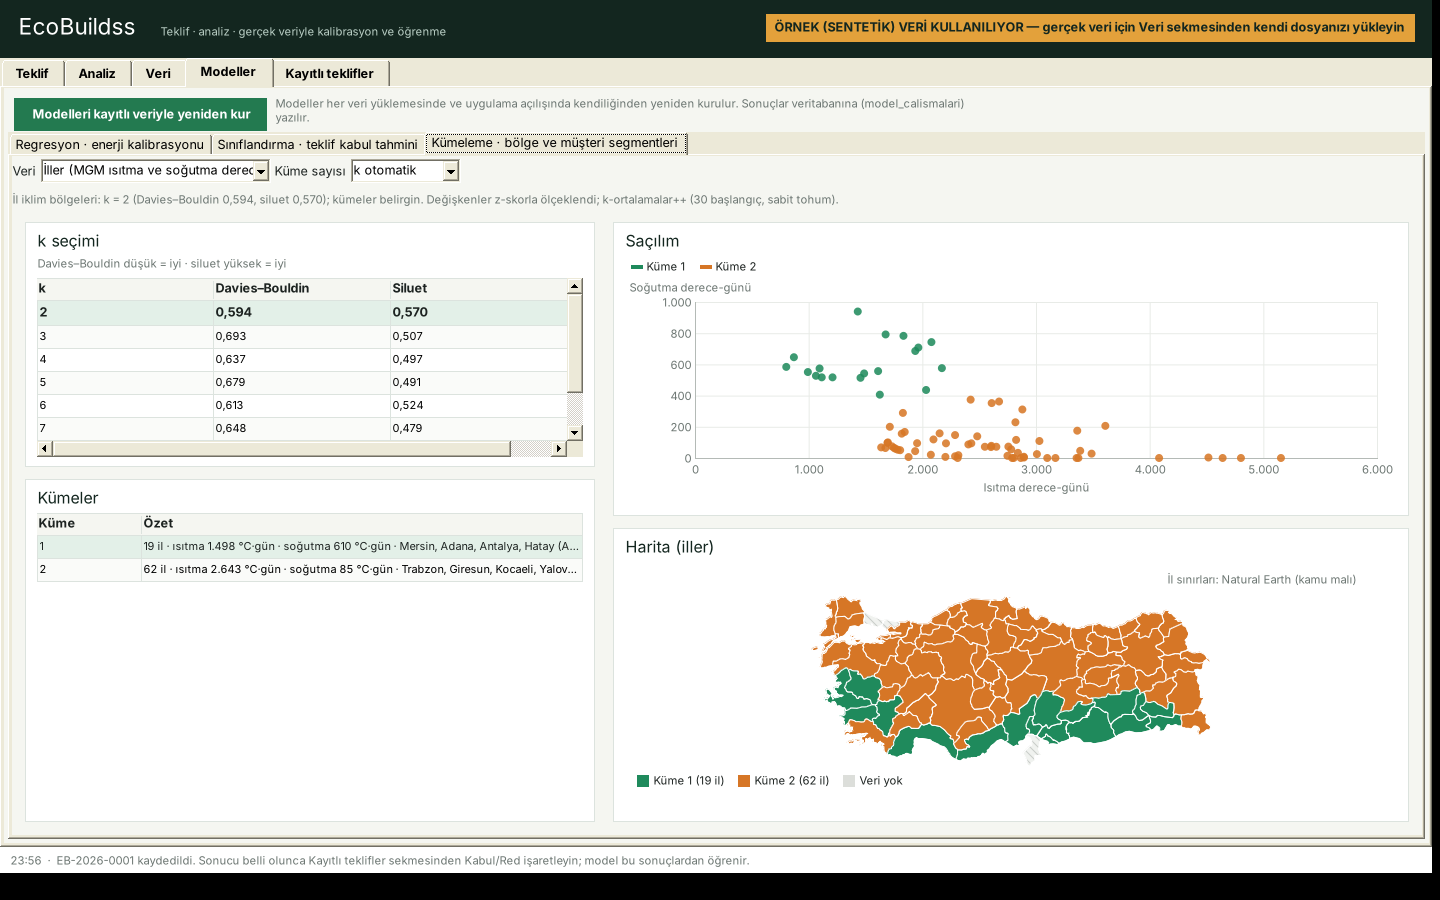 EcoBuildss
Teklif · analiz · gerçek veriyle kalibrasyon ve öğrenme
ÖRNEK (SENTETİK) VERİ KULLANILIYOR — gerçek veri için Veri sekmesinden kendi dosyanızı yükleyin
Teklif
Analiz
Veri
Modeller
Kayıtlı teklifler
Modelleri kayıtlı veriyle yeniden kur
Modeller her veri yüklemesinde ve uygulama açılışında kendiliğinden yeniden kurulur. Sonuçlar veritabanına (model_calismalari)
yazılır.
Regresyon · enerji kalibrasyonu
Sınıflandırma · teklif kabul tahmini
Kümeleme · bölge ve müşteri segmentleri
Veri
İller (MGM ısıtma ve soğutma derec
Küme sayısı
k otomatik
İl iklim bölgeleri: k = 2 (Davies–Bouldin 0,594, siluet 0,570); kümeler belirgin. Değişkenler z-skorla ölçeklendi; k-ortalamalar++ (30 başlangıç, sabit tohum).
k seçimi
Davies–Bouldin düşük = iyi · siluet yüksek = iyi
k Davies–Bouldin Siluet
2 0,594 0,570
3 0,693 0,507
4 0,637 0,497
5 0,679 0,491
6 0,613 0,524
7 0,648 0,479
Kümeler
Küme Özet
1 19 il · ısıtma 1.498 °C·gün · soğutma 610 °C·gün · Mersin, Adana, Antalya, Hatay (A...
2 62 il · ısıtma 2.643 °C·gün · soğutma 85 °C·gün · Trabzon, Giresun, Kocaeli, Yalov...
Saçılım
Küme 1 Küme 2
Soğutma derece-günü
1.000
800
600
400
200
0
0 1.000 2.000 3.000 4.000 5.000 6.000
Isıtma derece-günü
Harita (iller)
İl sınırları: Natural Earth (kamu malı)
Küme 1 (19 il) Küme 2 (62 il) Veri yok
23:56 · EB-2026-0001 kaydedildi. Sonucu belli olunca Kayıtlı teklifler sekmesinden Kabul/Red işaretleyin; model bu sonuçlardan öğrenir.